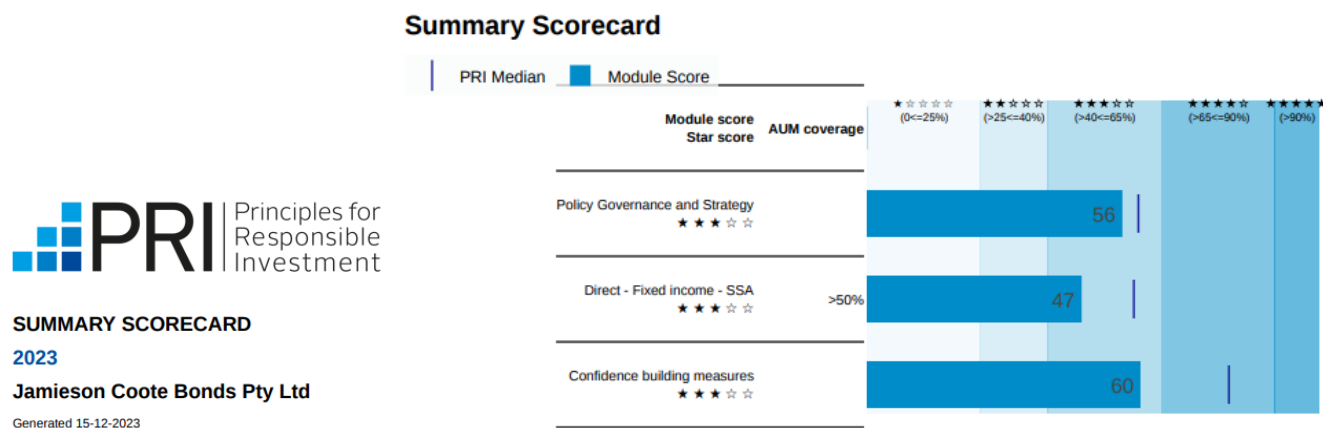 Summary Scorecard
PRI Median
Module Score
Module score
Star score
AUM coverage
★☆☆☆☆
(0<=25%)
★★☆☆☆
(>25<=40%)
★★★☆☆
(>40<=65%)
★★★★☆
(>65<=90%)
★★★★★
(>90%)
Policy Governance and Strategy
★★★☆☆
56
Direct - Fixed income - SSA
★★★☆☆
>50%
47
Confidence building measures
★★★☆☆
60
PRI
Principles for
Responsible
Investment
SUMMARY SCORECARD
2023
Jamieson Coote Bonds Pty Ltd
Generated 15-12-2023